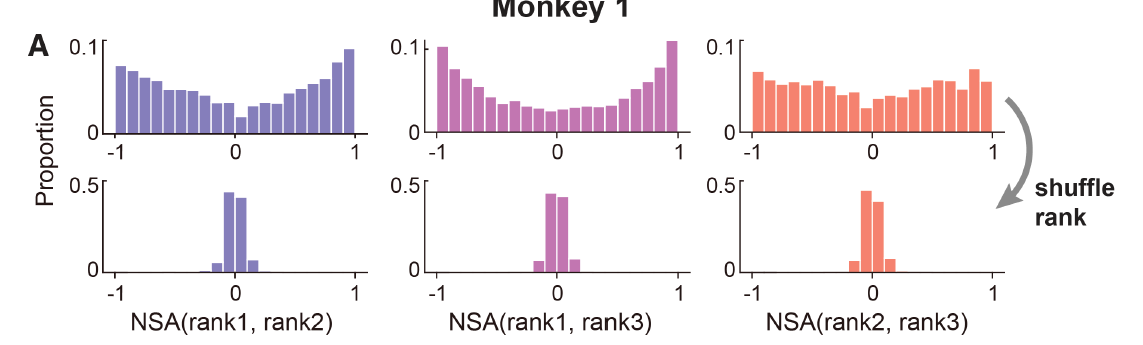 Monkey 1
A
Proportion
0.1
0
-1 0 1
0.1
0
-1 0 1
0.1
0
-1 0 1
shuffle
rank
0.5
0
-1 0 1
NSA(rank1, rank2)
0.5
0
-1 0 1
NSA(rank1, rank3)
0.5
0
-1 0 1
NSA(rank2, rank3)